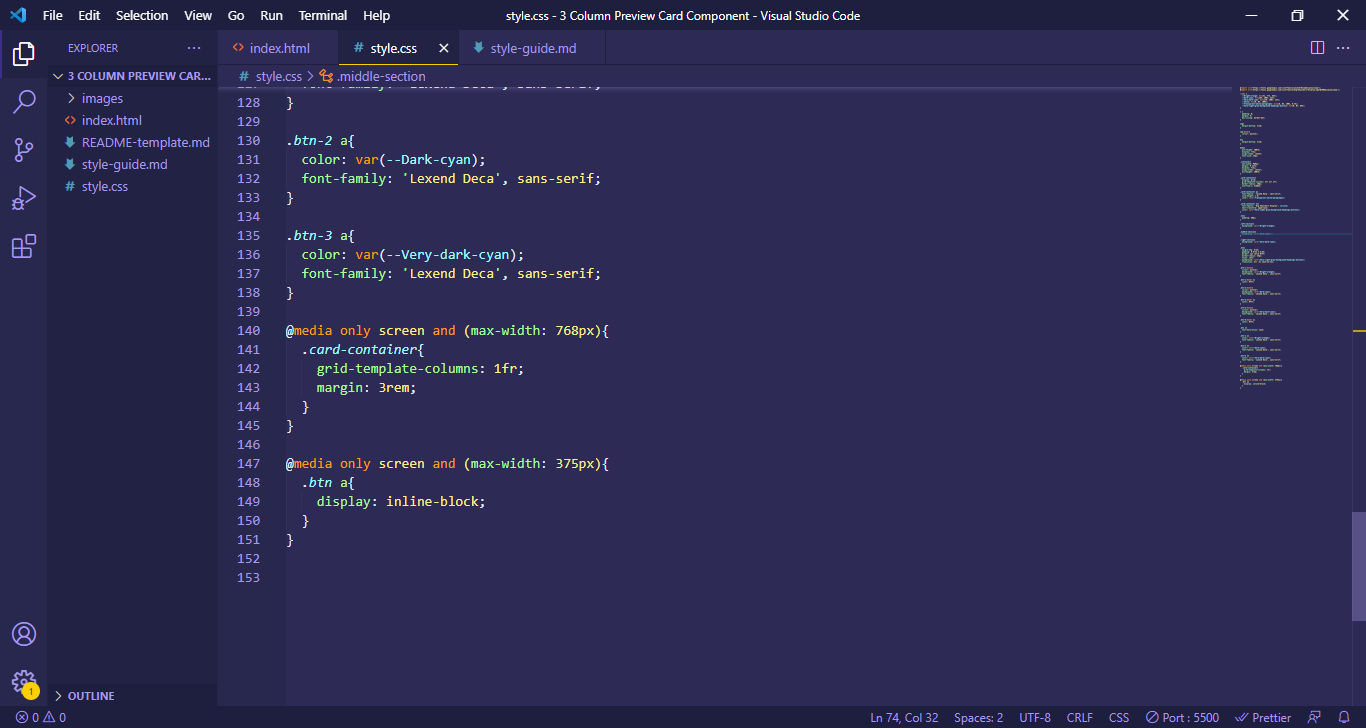 File Edit Selection View Go Run Terminal Help
style.css - 3 Column Preview Card Component - Visual Studio Code
EXPLORER ···
3 COLUMN PREVIEW CAR...
images
index.html
README-template.md
style-guide.md
style.css
OUTLINE
index.html
style.css
style-guide.md
style.css > .middle-section
font-family: 'Lexend Deca', sans-serif;
128 }
129
130 .btn-2 a{
131 color: var(--Dark-cyan);
132 font-family: 'Lexend Deca', sans-serif;
133 }
134
135 .btn-3 a{
136 color: var(--Very-dark-cyan);
137 font-family: 'Lexend Deca', sans-serif;
138 }
139
140 @media only screen and (max-width: 768px){
141 .card-container{
142 grid-template-columns: 1fr;
143 margin: 3rem;
144 }
145 }
146
147 @media only screen and (max-width: 375px){
148 .btn a{
149 display: inline-block;
150 }
151 }
152
153
1
0 0 Ln 74, Col 32 Spaces: 2 UTF-8 CRLF CSS Port : 5500 Prettier